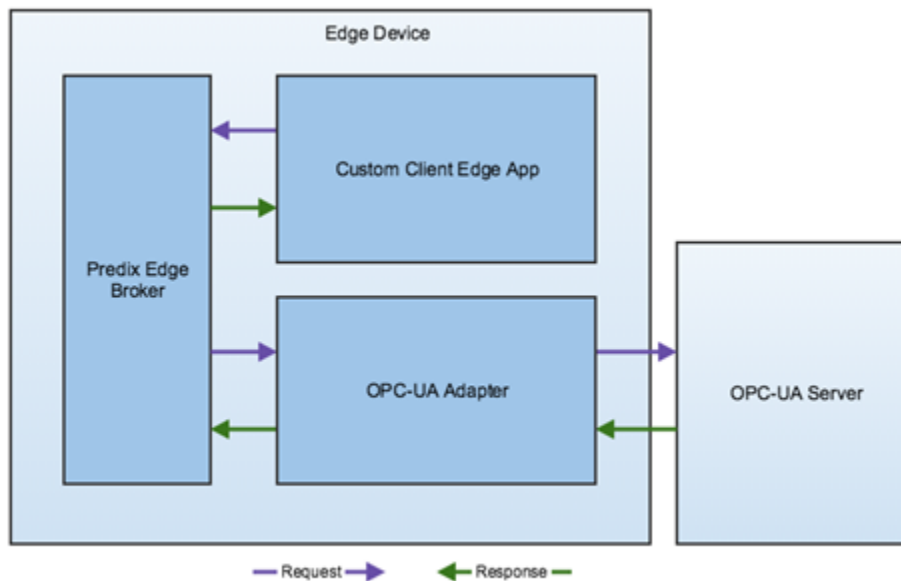 Edge Device
Custom Client Edge App
Predix Edge
Broker
OPC-UA Adapter
OPC-UA Server
Request
Response